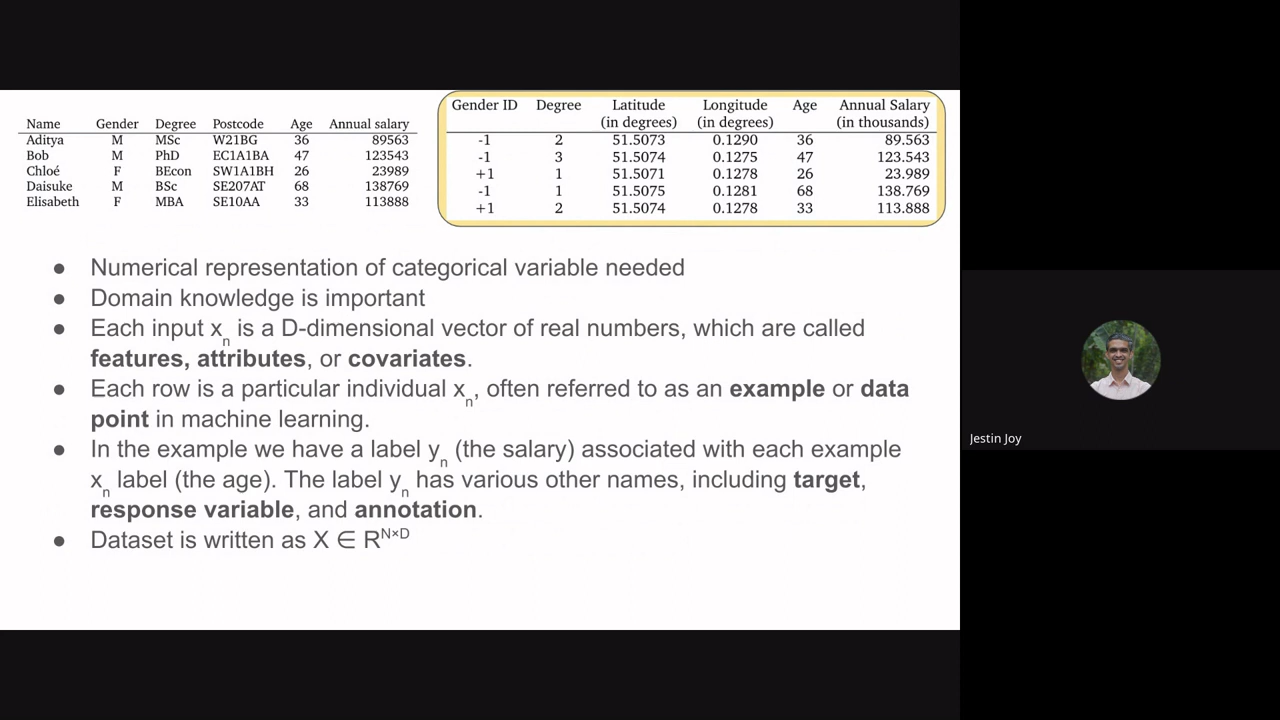 Name Gender Degree Postcode Age Annual salary
Aditya M MSc W21BG 36 89563
Bob M PhD EC1A1BA 47 123543
Chloé F BEcon SW1A1BH 26 23989
Daisuke M BSc SE207AT 68 138769
Elisabeth F MBA SE10AA 33 113888
Gender ID Degree Latitude Longitude Age Annual Salary
(in degrees) (in degrees) (in thousands)
-1 2 51.5073 0.1290 36 89.563
-1 3 51.5074 0.1275 47 123.543
+1 1 51.5071 0.1278 26 23.989
-1 1 51.5075 0.1281 68 138.769
+1 2 51.5074 0.1278 33 113.888
● Numerical representation of categorical variable needed
● Domain knowledge is important
● Each input xₙ is a D-dimensional vector of real numbers, which are called
features, attributes, or covariates.
● Each row is a particular individual xₙ, often referred to as an example or data
point in machine learning.
● In the example we have a label yₙ (the salary) associated with each example
xₙ label (the age). The label yₙ has various other names, including target,
response variable, and annotation.
● Dataset is written as X ∈ R^N×D
Jestin Joy